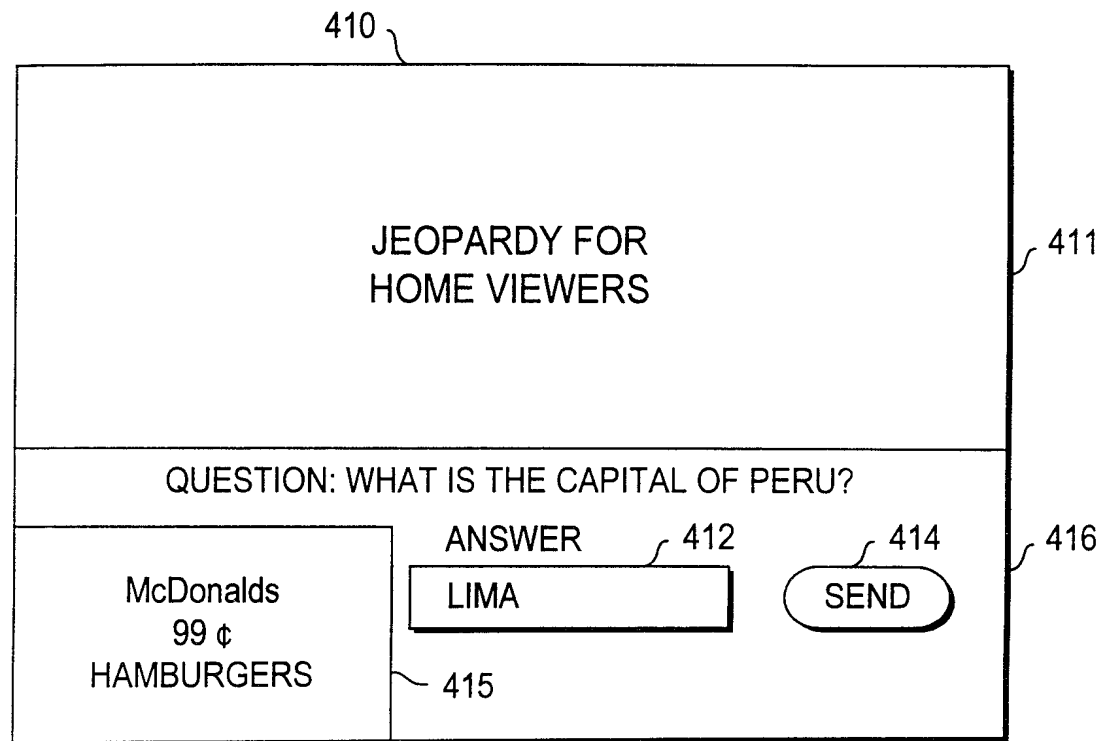 410
JEOPARDY FOR
HOME VIEWERS
411
QUESTION: WHAT IS THE CAPITAL OF PERU?
ANSWER
412
414
416
LIMA
SEND
McDonalds
99 ¢
HAMBURGERS
415